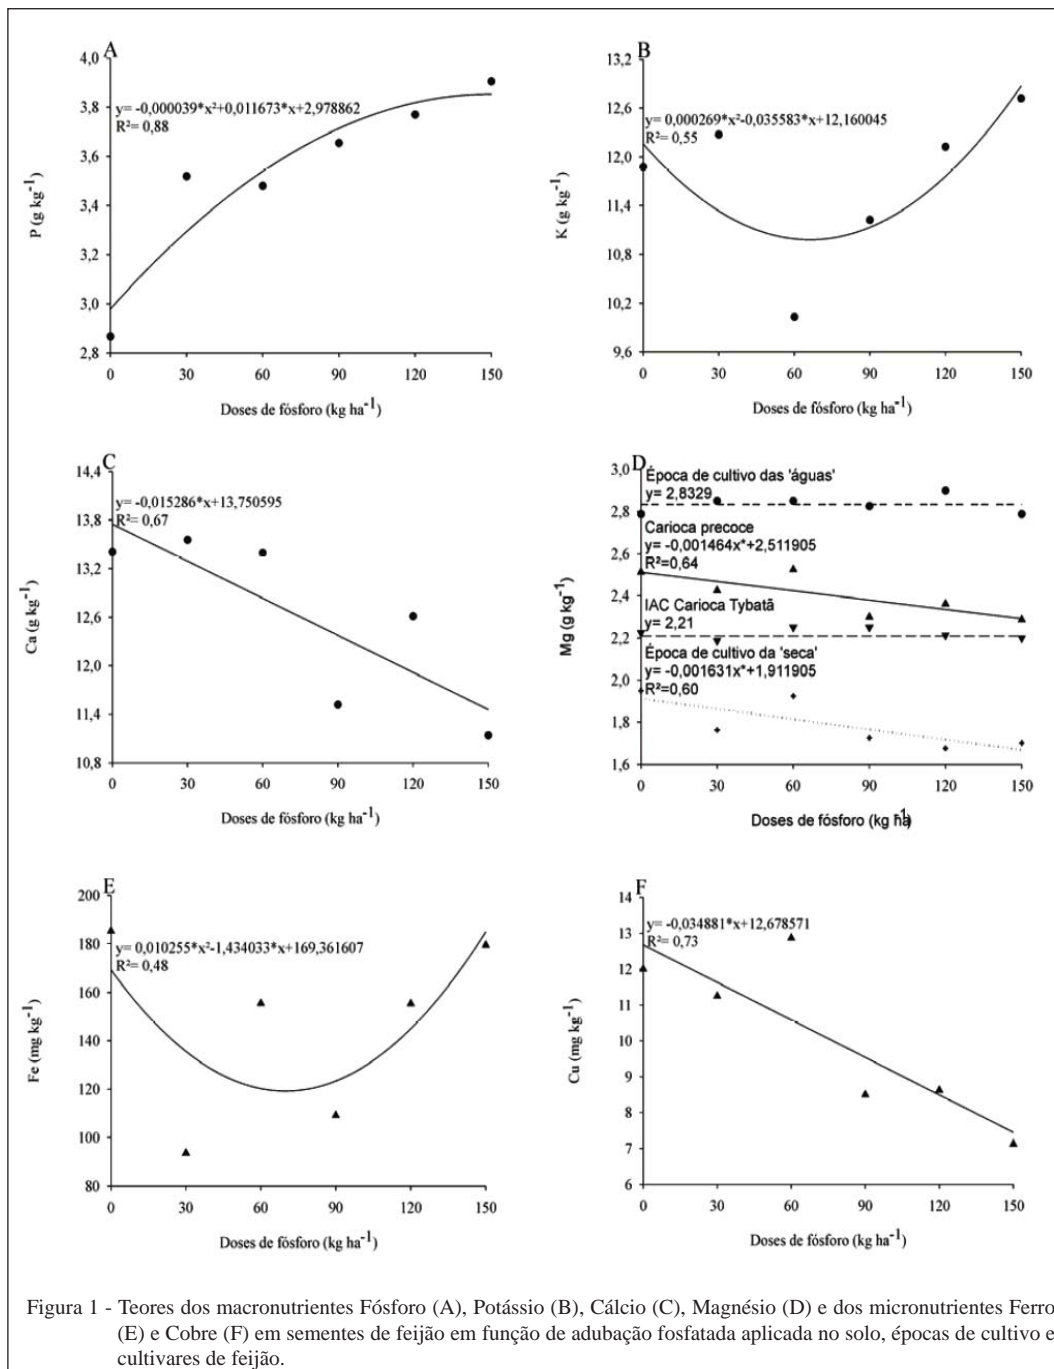 A
4,0
3,8
3,6
3,4
3,2
3,0
2,8
P (g kg-1)
y= -0,000039*x²+0,011673*x+2,978862
R²= 0,88
0 30 60 90 120 150
Doses de fósforo (kg ha-1)
B
13,2
12,6
12,0
11,4
10,8
10,2
9,6
K (g kg-1)
y= 0,000269*x²-0,035583*x+12,160045
R²= 0,55
0 30 60 90 120 150
Doses de fósforo (kg ha-1)
C
14,4
13,8
13,2
12,6
12,0
11,4
10,8
Ca (g kg-1)
y= -0,015286*x+13,750595
R²= 0,67
0 30 60 90 120 150
Doses de fósforo (kg ha-1)
D
3,0
2,8
2,6
2,4
2,2
2,0
1,8
1,6
Mg (g kg-1)
Época de cultivo das 'águas'
y= 2,8329
Carioca precoce
y= -0,001464x*+2,511905
R²=0,64
IAC Carioca Tybatã
y= 2,21
Época de cultivo da 'seca'
y= -0,001631x*+1,911905
R²=0,60
0 30 60 90 120 150
Doses de fósforo (kg ha-1)
E
200
180
160
140
120
100
80
Fe (mg kg-1)
y= 0,010255*x²-1,434033*x+169,361607
R²= 0,48
0 30 60 90 120 150
Doses de fósforo (kg ha-1)
F
14
13
12
11
10
9
8
7
6
Cu (mg kg-1)
y= -0,034881*x+12,678571
R²= 0,73
0 30 60 90 120 150
Doses de fósforo (kg ha-1)
Figura 1 - Teores dos macronutrientes Fósforo (A), Potássio (B), Cálcio (C), Magnésio (D) e dos micronutrientes Ferro
(E) e Cobre (F) em sementes de feijão em função de adubação fosfatada aplicada no solo, épocas de cultivo e
cultivares de feijão.